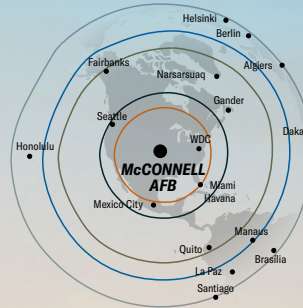 Helsinki
Berlin
Algiers
Fairbanks
Narsarsuaq
Gander
Seattle
Daka
Honolulu
WDC
McCONNELL
AFB
Miami
Havana
Mexico City
Manaus
Quito
Brasília
La Paz
Santiago